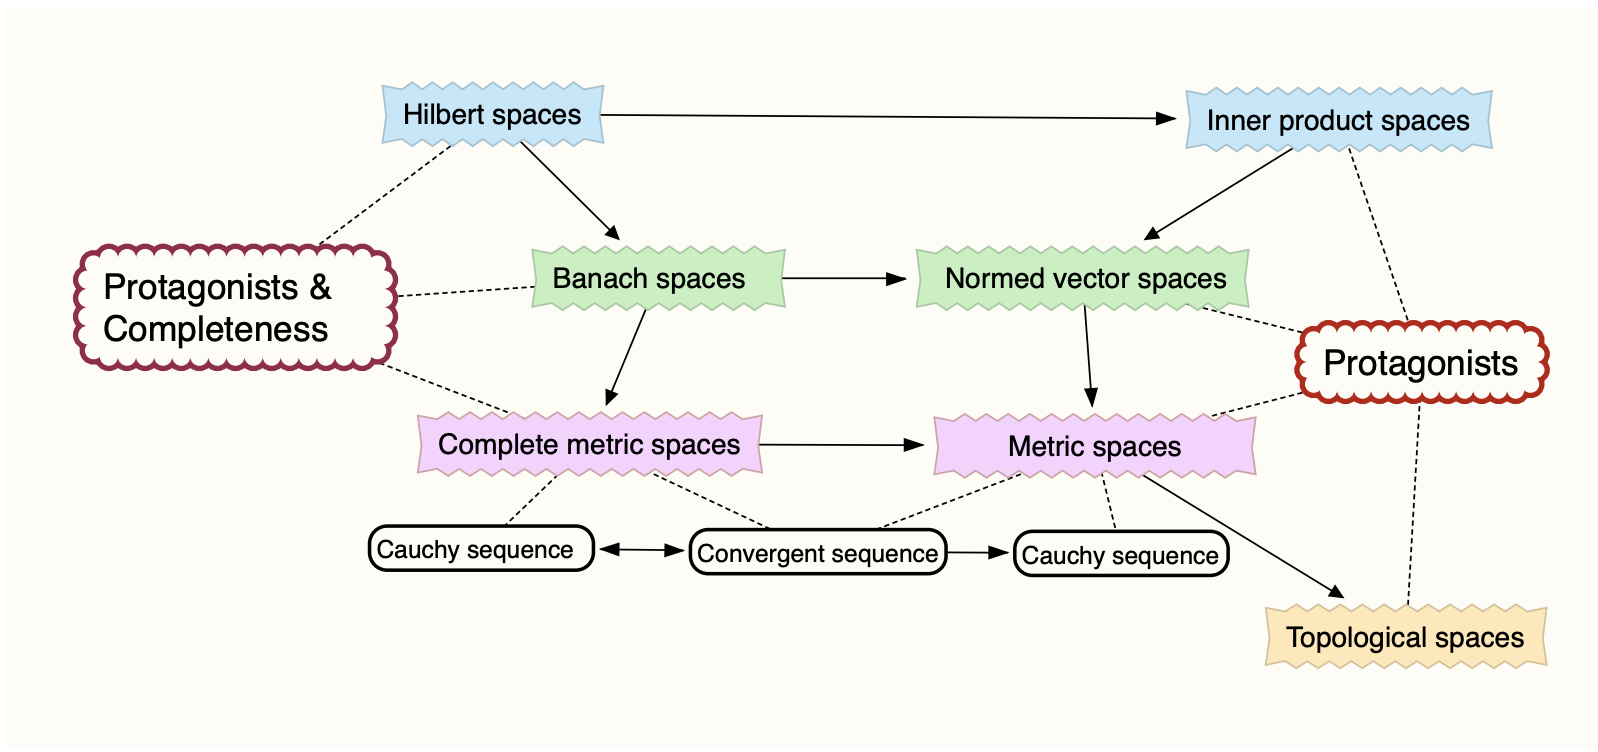 Hilbert spaces
Inner product spaces
Protagonists &
Completeness
Banach spaces
Normed vector spaces
Protagonists
Complete metric spaces
Metric spaces
Cauchy sequence
Convergent sequence
Cauchy sequence
Topological spaces